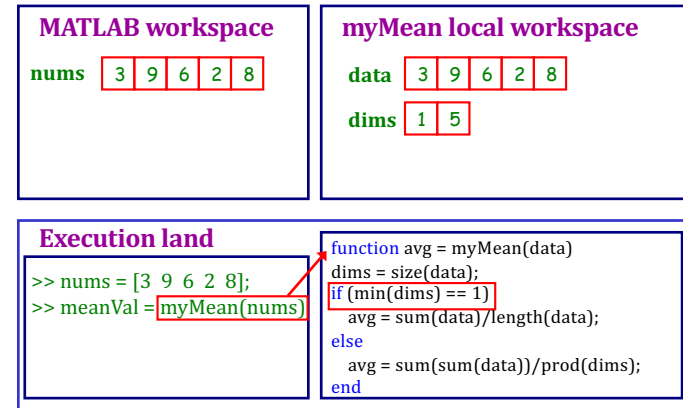 MATLAB workspace
nums 3 9 6 2 8
myMean local workspace
data 3 9 6 2 8
dims 1 5
Execution land
>> nums = [3 9 6 2 8];
>> meanVal = myMean(nums)
function avg = myMean(data)
dims = size(data);
if (min(dims) == 1)
avg = sum(data)/length(data);
else
avg = sum(sum(data))/prod(dims);
end